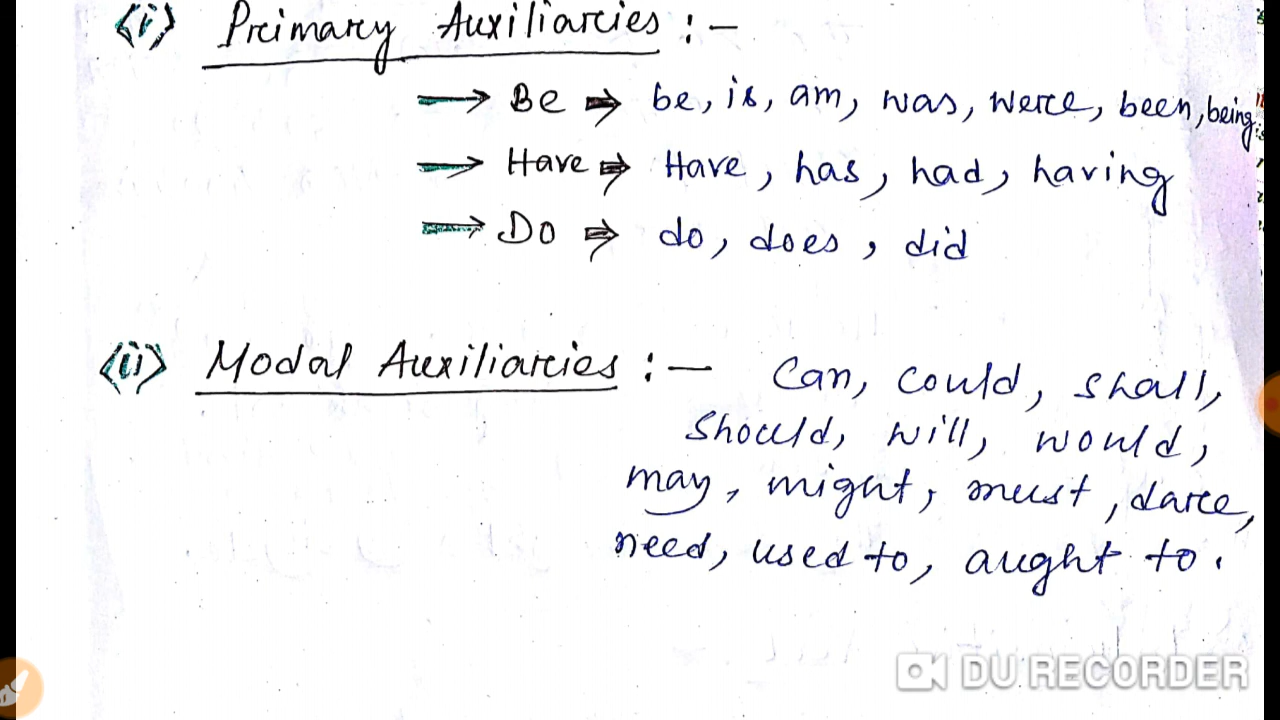 (i) Primary Auxiliaries :-
→ Be ⇒ be, is, am, was, were, been, being
→ Have ⇒ Have, has, had, having
→ Do ⇒ do, does, did
(ii) Modal Auxiliaries :- Can, could, shall,
should, will, would,
may, might, must, dare,
need, used to, aught to.
DU RECORDER